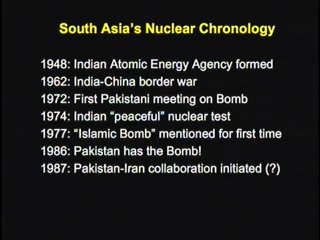 South Asia's Nuclear Chronology
1948: Indian Atomic Energy Agency formed
1962: India-China border war
1972: First Pakistani meeting on Bomb
1974: Indian “peaceful” nuclear test
1977: “Islamic Bomb” mentioned for first time
1986: Pakistan has the Bomb!
1987: Pakistan-Iran collaboration initiated (?)